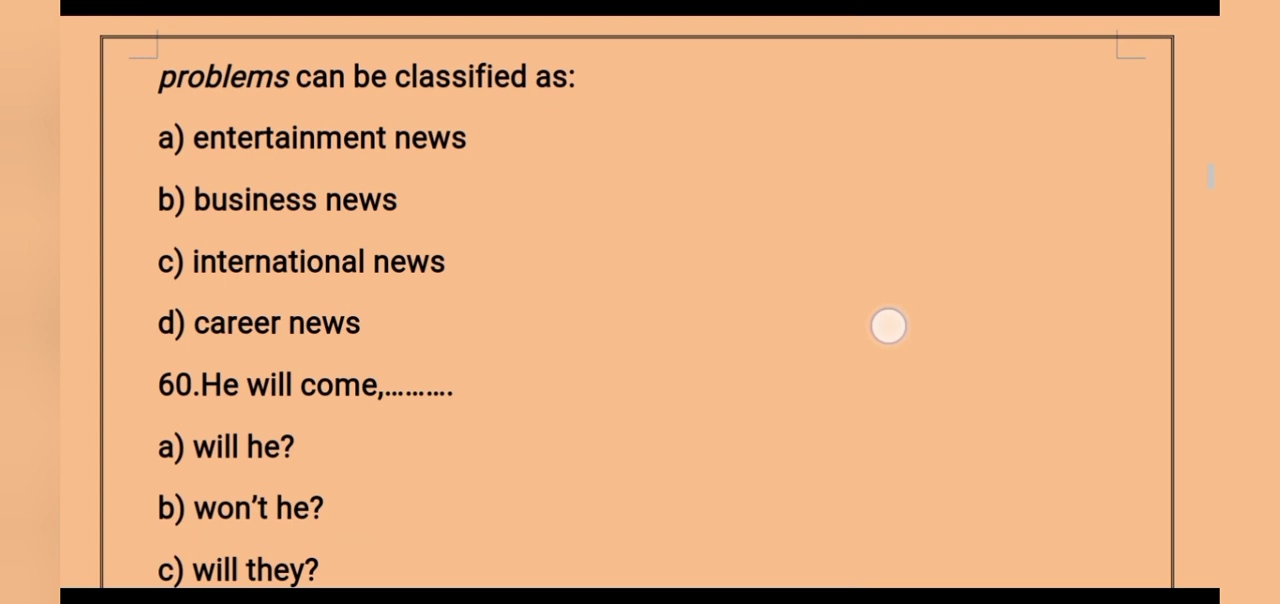 problems can be classified as:
a) entertainment news
b) business news
c) international news
d) career news
60.He will come,..........
a) will he?
b) won’t he?
c) will they?